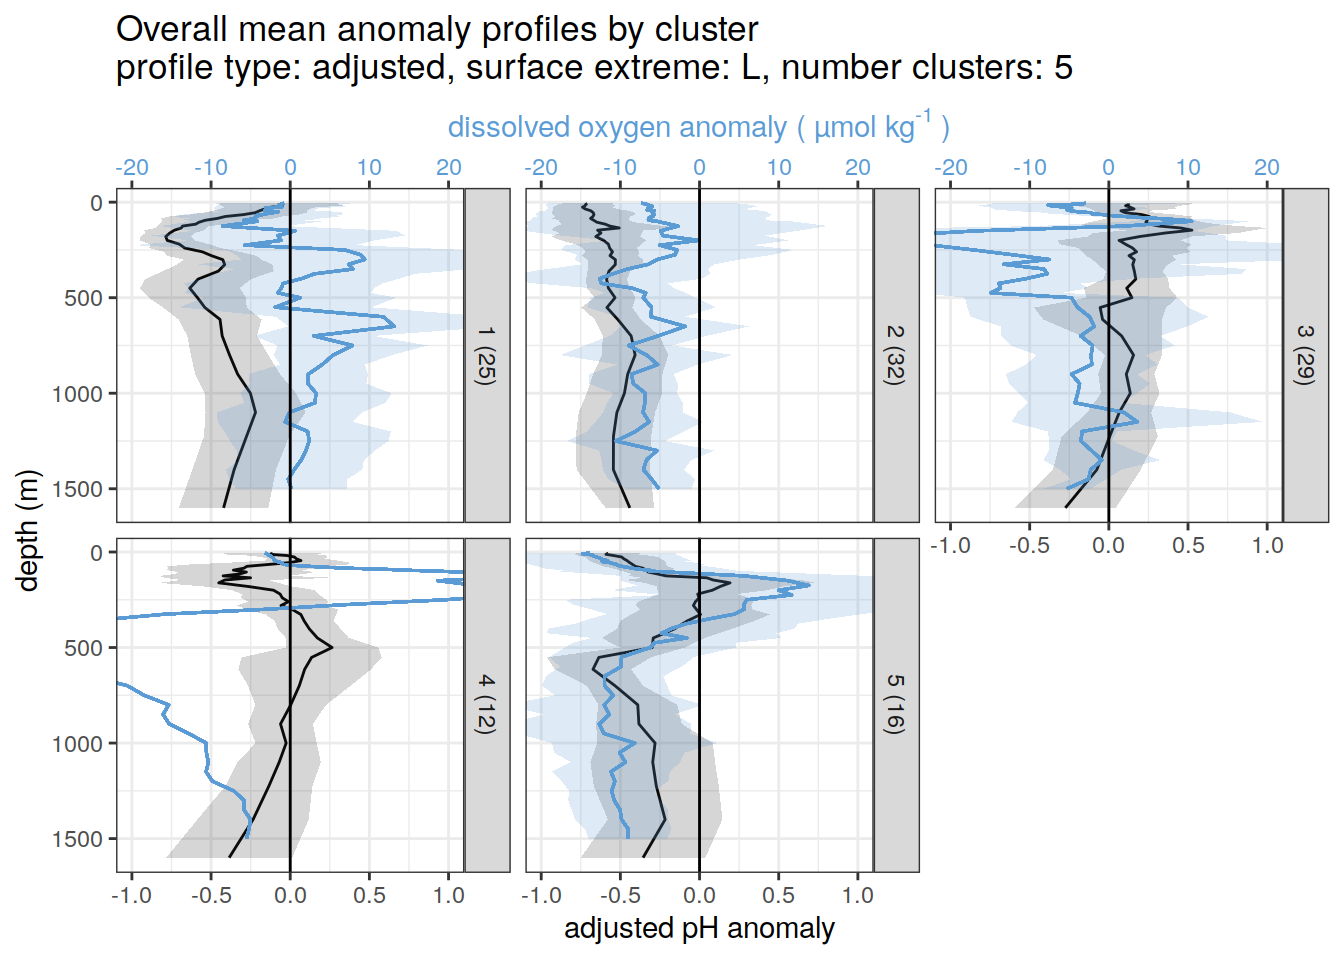 Overall mean anomaly profiles by cluster
profile type: adjusted, surface extreme: L, number clusters: 5
dissolved oxygen anomaly ( µmol kg-1 )
-20 -10 0 10 20
-20 -10 0 10 20
-20 -10 0 10 20
0
500
1000
1500
1 (25)
2 (32)
3 (29)
-1.0 -0.5 0.0 0.5 1.0
depth (m)
0
500
1000
1500
4 (12)
5 (16)
-1.0 -0.5 0.0 0.5 1.0
-1.0 -0.5 0.0 0.5 1.0
adjusted pH anomaly